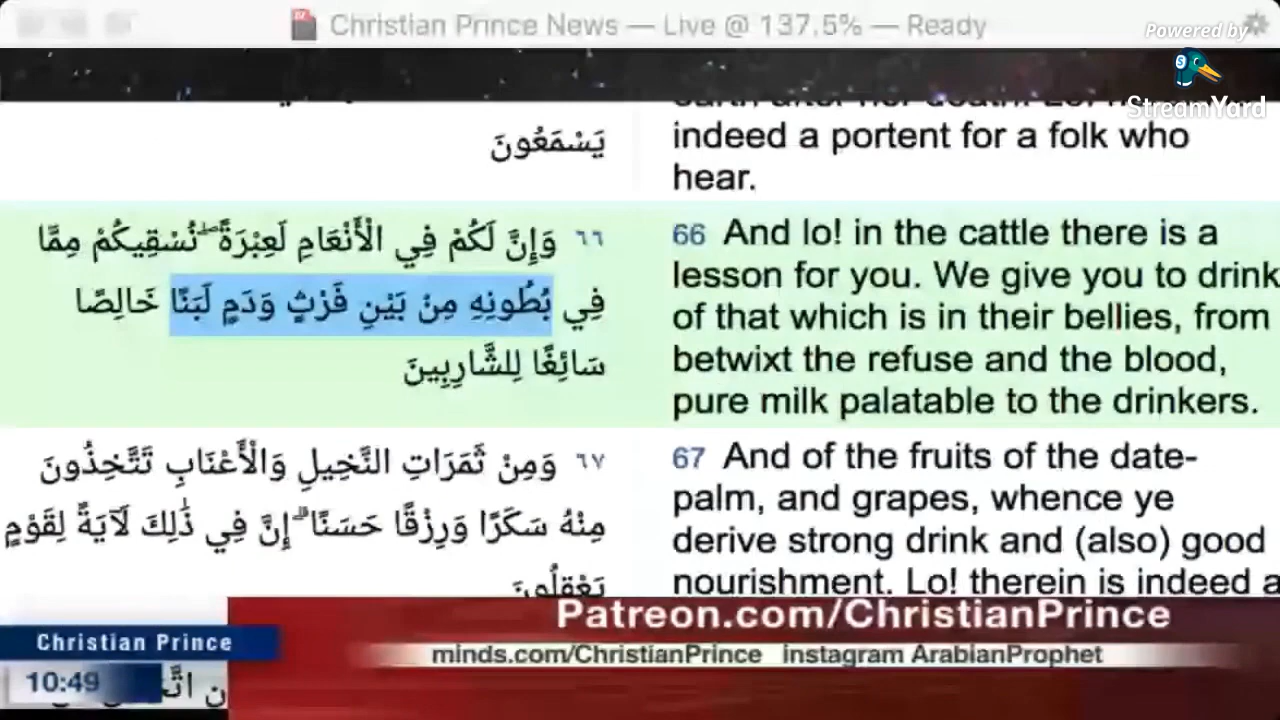 Christian Prince News — Live @ 137.5% — Ready
Powered by
StreamYard
يَسْمَعُونَ
indeed a portent for a folk who
hear.
٦٦ وَإِنَّ لَكُمْ فِي الْأَنْعَامِ لَعِبْرَةً ۖ نُسْقِيكُمْ مِمَّا
فِي بُطُونِهِ مِنْ بَيْنِ فَرْثٍ وَدَمٍ لَبَنًا خَالِصًا
سَائِغًا لِلشَّارِبِينَ
66 And lo! in the cattle there is a
lesson for you. We give you to drink
of that which is in their bellies, from
betwixt the refuse and the blood,
pure milk palatable to the drinkers.
٦٧ وَمِنْ ثَمَرَاتِ النَّخِيلِ وَالْأَعْنَابِ تَتَّخِذُونَ
مِنْهُ سَكَرًا وَرِزْقًا حَسَنًا ۗ إِنَّ فِي ذَٰلِكَ لَآيَةً لِقَوْمٍ
يَعْقِلُونَ
67 And of the fruits of the date-
palm, and grapes, whence ye
derive strong drink and (also) good
nourishment. Lo! therein is indeed a
Patreon.com/ChristianPrince
Christian Prince
minds.com/ChristianPrince instagram ArabianProphet
10:49